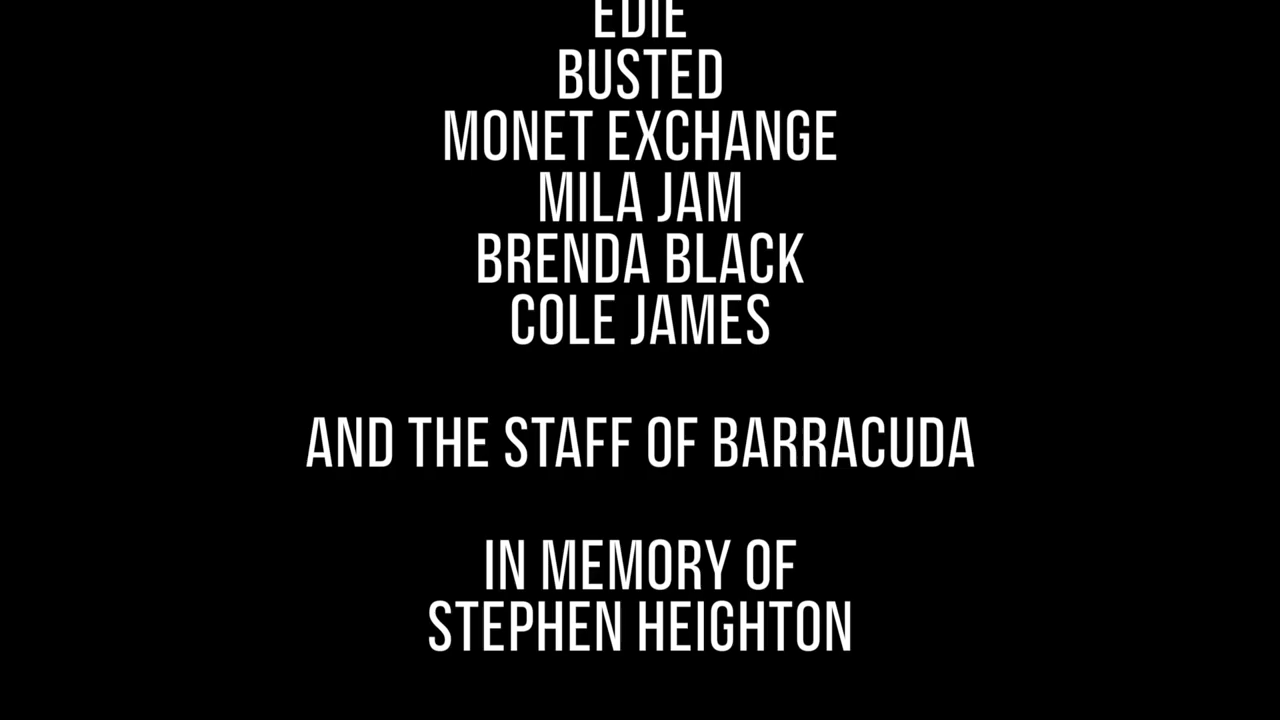 EDIE
BUSTED
MONET EXCHANGE
MILA JAM
BRENDA BLACK
COLE JAMES
AND THE STAFF OF BARRACUDA
IN MEMORY OF
STEPHEN HEIGHTON